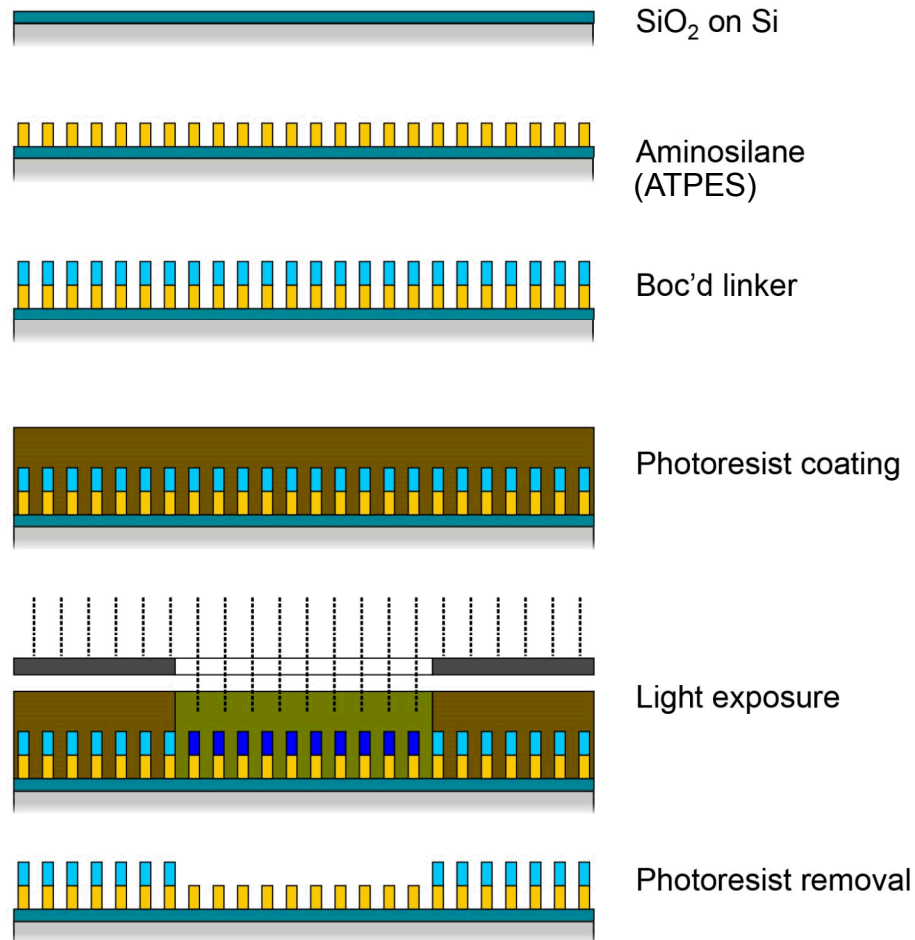 SiO₂ on Si
Aminosilane
(ATPES)
Boc'd linker
Photoresist coating
Light exposure
Photoresist removal